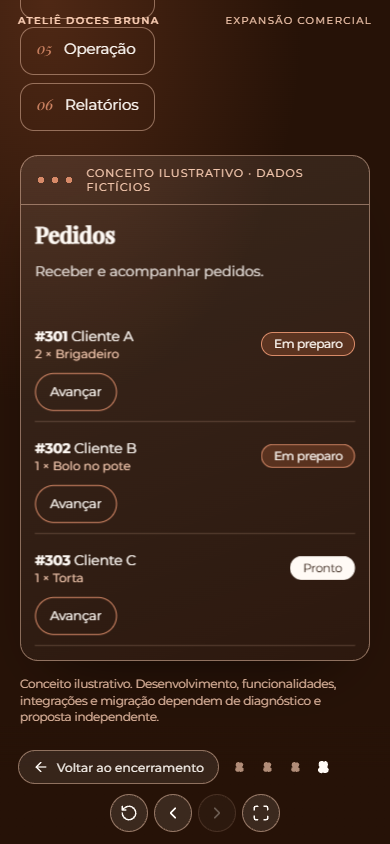 ATELIÊ DOCES BRUNA
EXPANSÃO COMERCIAL
05 Operação
06 Relatórios
CONCEITO ILUSTRATIVO · DADOS
FICTÍCIOS
Pedidos
Receber e acompanhar pedidos.
#301 Cliente A
2 × Brigadeiro
Em preparo
Avançar
#302 Cliente B
1 × Bolo no pote
Em preparo
Avançar
#303 Cliente C
1 × Torta
Pronto
Avançar
Conceito ilustrativo. Desenvolvimento, funcionalidades,
integrações e migração dependem de diagnóstico e
proposta independente.
Voltar ao encerramento